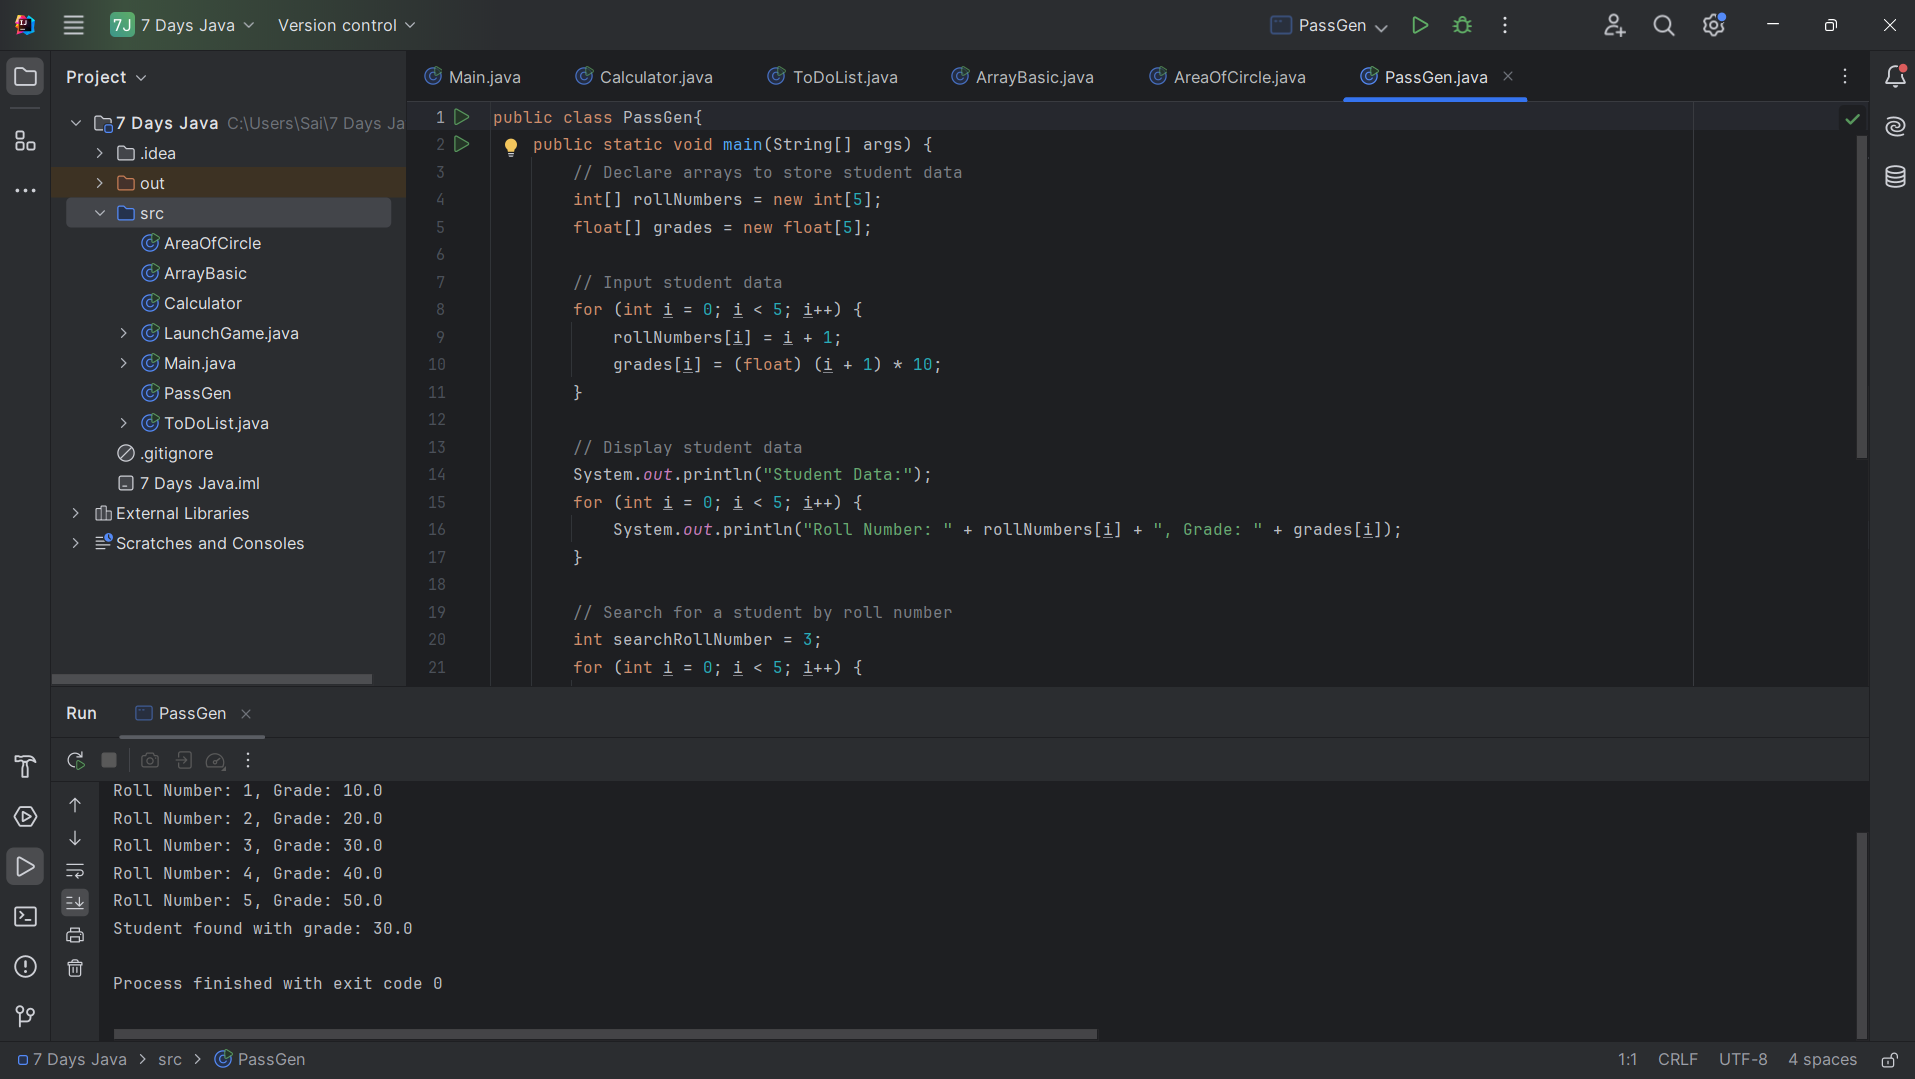 7J 7 Days Java Version control PassGen
Project Main.java Calculator.java ToDoList.java ArrayBasic.java AreaOfCircle.java PassGen.java
7 Days Java C:\Users\Sai\7 Days Ja
.idea
out
src
AreaOfCircle
ArrayBasic
Calculator
LaunchGame.java
Main.java
PassGen
ToDoList.java
.gitignore
7 Days Java.iml
External Libraries
Scratches and Consoles
1 public class PassGen{
2 public static void main(String[] args) {
3 // Declare arrays to store student data
4 int[] rollNumbers = new int[5];
5 float[] grades = new float[5];
6
7 // Input student data
8 for (int i = 0; i < 5; i++) {
9 rollNumbers[i] = i + 1;
10 grades[i] = (float) (i + 1) * 10;
11 }
12
13 // Display student data
14 System.out.println("Student Data:");
15 for (int i = 0; i < 5; i++) {
16 System.out.println("Roll Number: " + rollNumbers[i] + ", Grade: " + grades[i]);
17 }
18
19 // Search for a student by roll number
20 int searchRollNumber = 3;
21 for (int i = 0; i < 5; i++) {
Run PassGen
Roll Number: 1, Grade: 10.0
Roll Number: 2, Grade: 20.0
Roll Number: 3, Grade: 30.0
Roll Number: 4, Grade: 40.0
Roll Number: 5, Grade: 50.0
Student found with grade: 30.0
Process finished with exit code 0
7 Days Java > src > PassGen 1:1 CRLF UTF-8 4 spaces